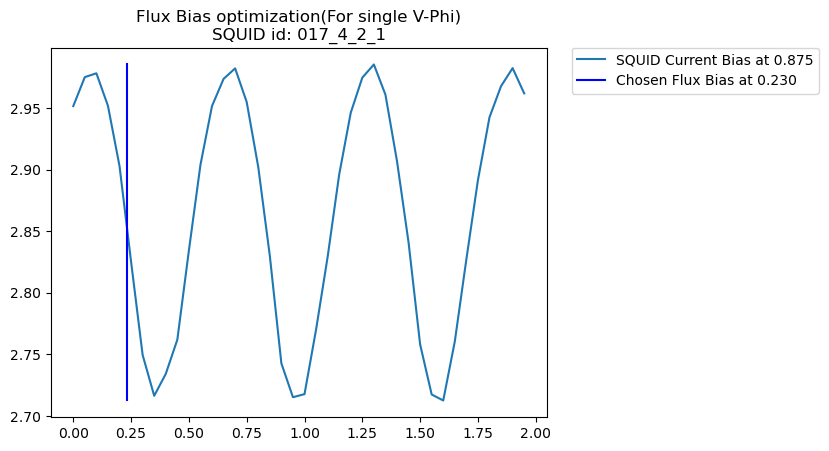 Flux Bias optimization(For single V-Phi)
SQUID id: 017_4_2_1
SQUID Current Bias at 0.875
Chosen Flux Bias at 0.230
2.95
2.90
2.85
2.80
2.75
2.70
0.00 0.25 0.50 0.75 1.00 1.25 1.50 1.75 2.00